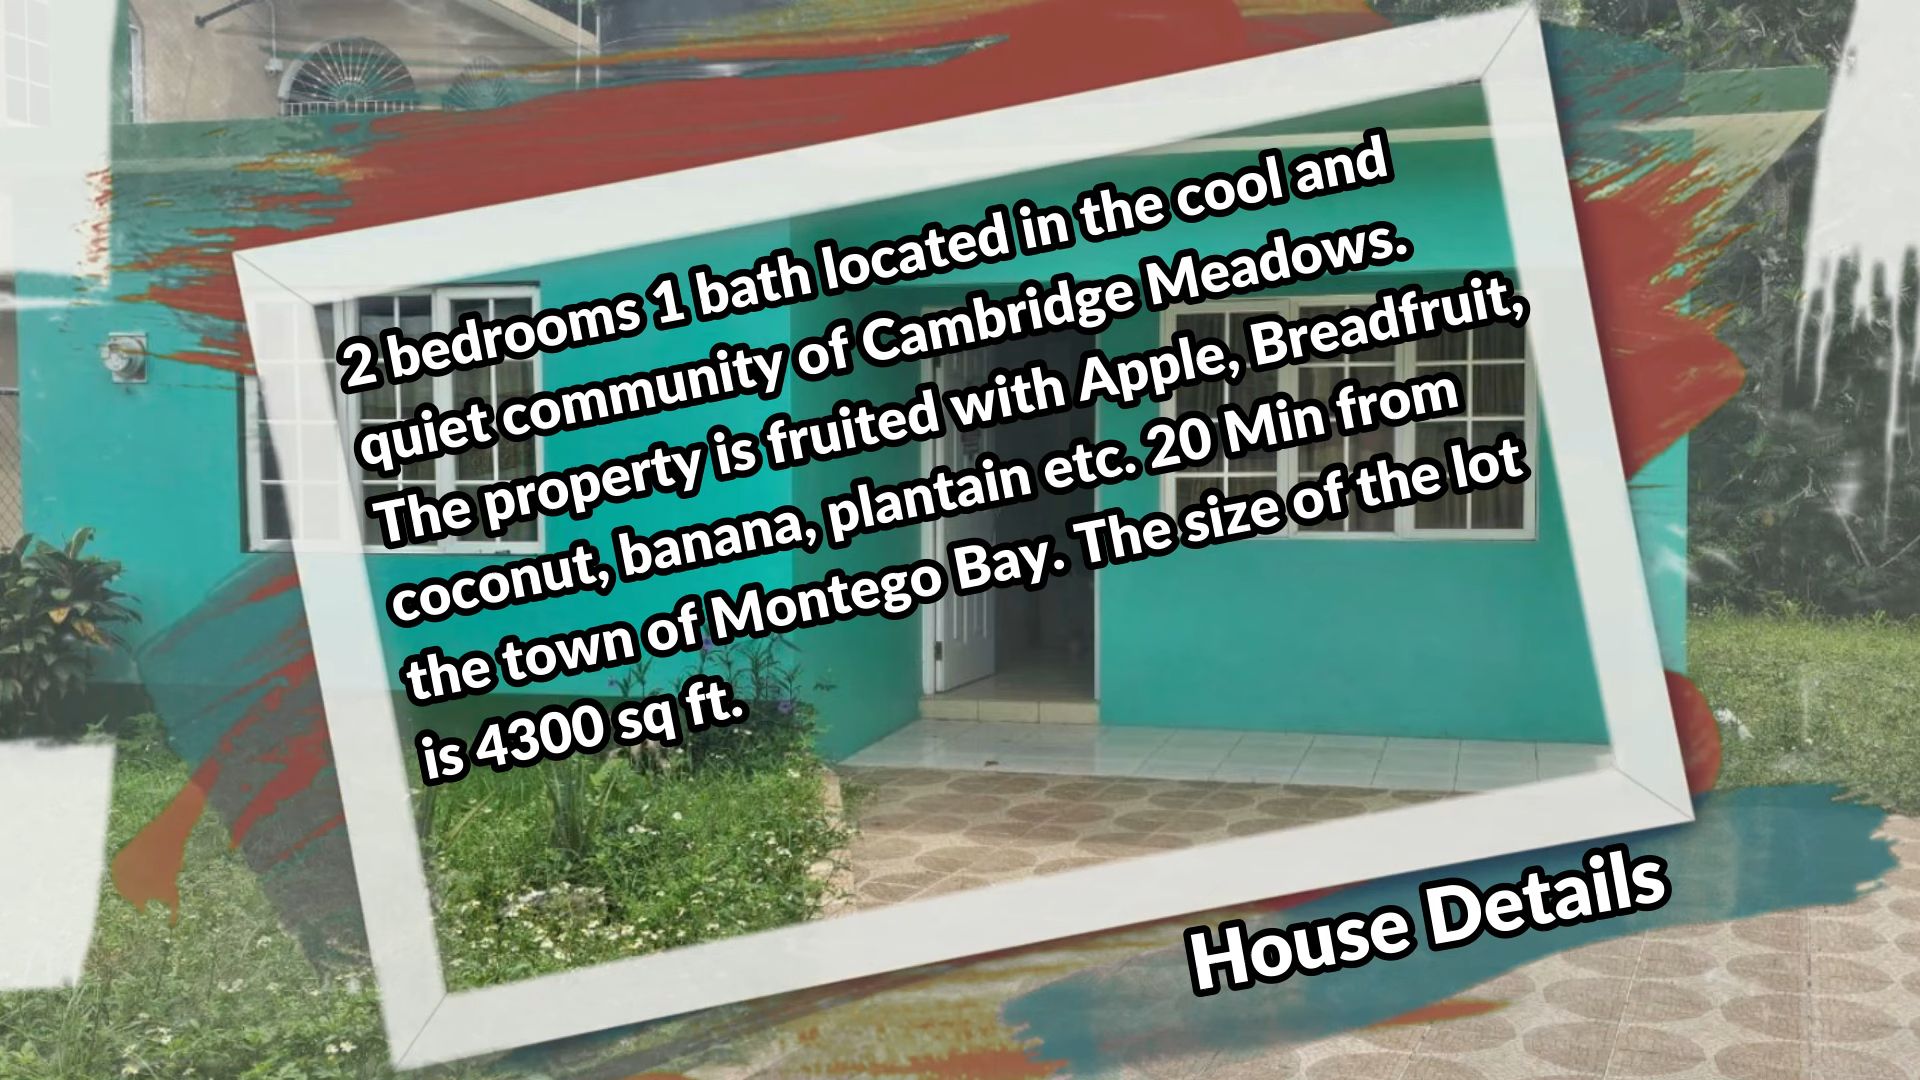 2 bedrooms 1 bath located in the cool and
quiet community of Cambridge Meadows.
The property is fruited with Apple, Breadfruit,
coconut, banana, plantain etc. 20 Min from
the town of Montego Bay. The size of the lot
is 4300 sq ft.
House Details